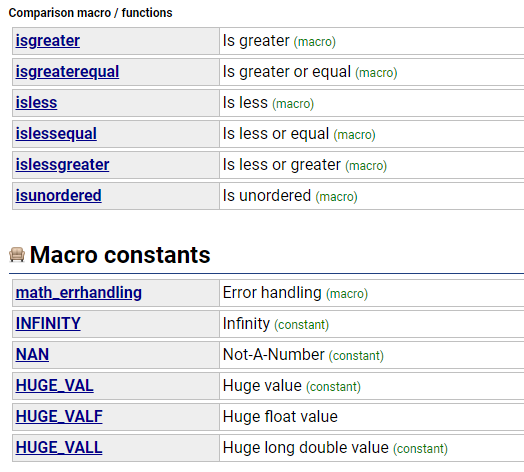 Comparison macro / functions
isgreater Is greater (macro)
isgreaterequal Is greater or equal (macro)
isless Is less (macro)
islessequal Is less or equal (macro)
islessgreater Is less or greater (macro)
isunordered Is unordered (macro)
Macro constants
math_errhandling Error handling (macro)
INFINITY Infinity (constant)
NAN Not-A-Number (constant)
HUGE_VAL Huge value (constant)
HUGE_VALF Huge float value
HUGE_VALL Huge long double value (constant)